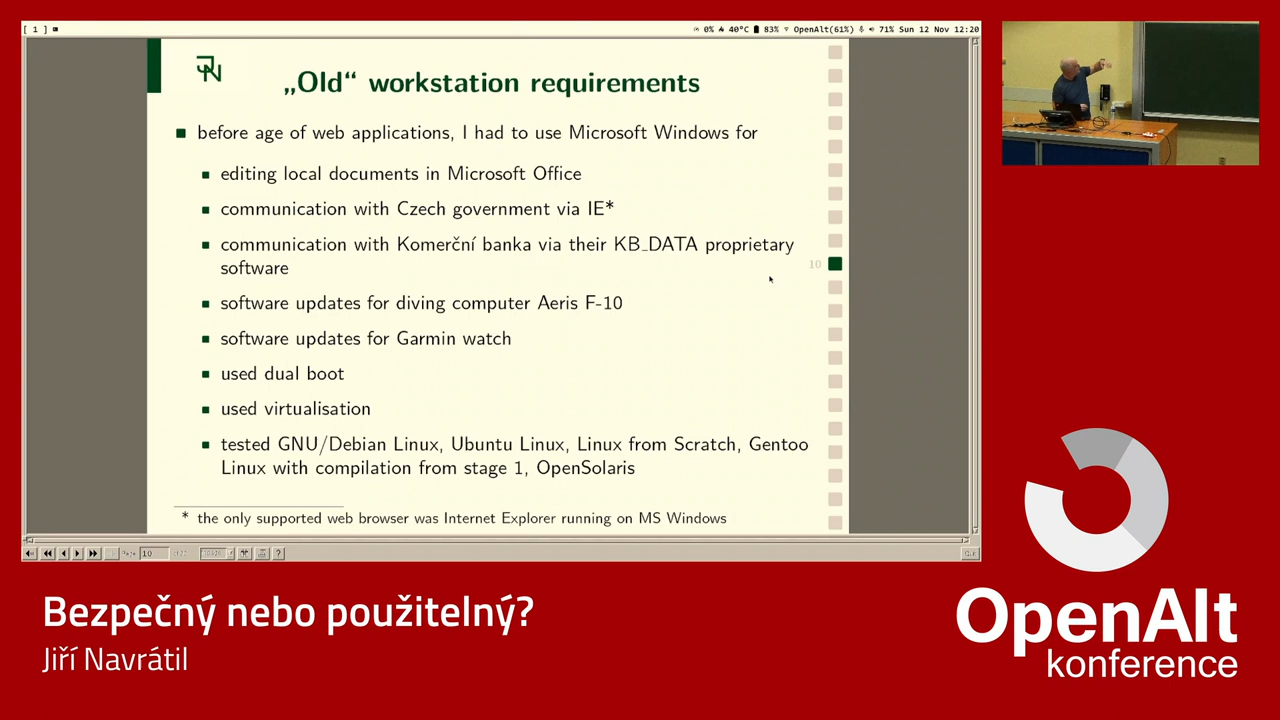 [ 1 ]
0% 40°C 83% OpenAlt(61%) 71% Sun 12 Nov 12:20
JN
„Old“ workstation requirements
before age of web applications, I had to use Microsoft Windows for
editing local documents in Microsoft Office
communication with Czech government via IE*
communication with Komerční banka via their KB_DATA proprietary
software
10
software updates for diving computer Aeris F-10
software updates for Garmin watch
used dual boot
used virtualisation
tested GNU/Debian Linux, Ubuntu Linux, Linux from Scratch, Gentoo
Linux with compilation from stage 1, OpenSolaris
* the only supported web browser was Internet Explorer running on MS Windows
Page 10
?
Bezpečný nebo použitelný?
Jiří Navrátil
OpenAlt
konference